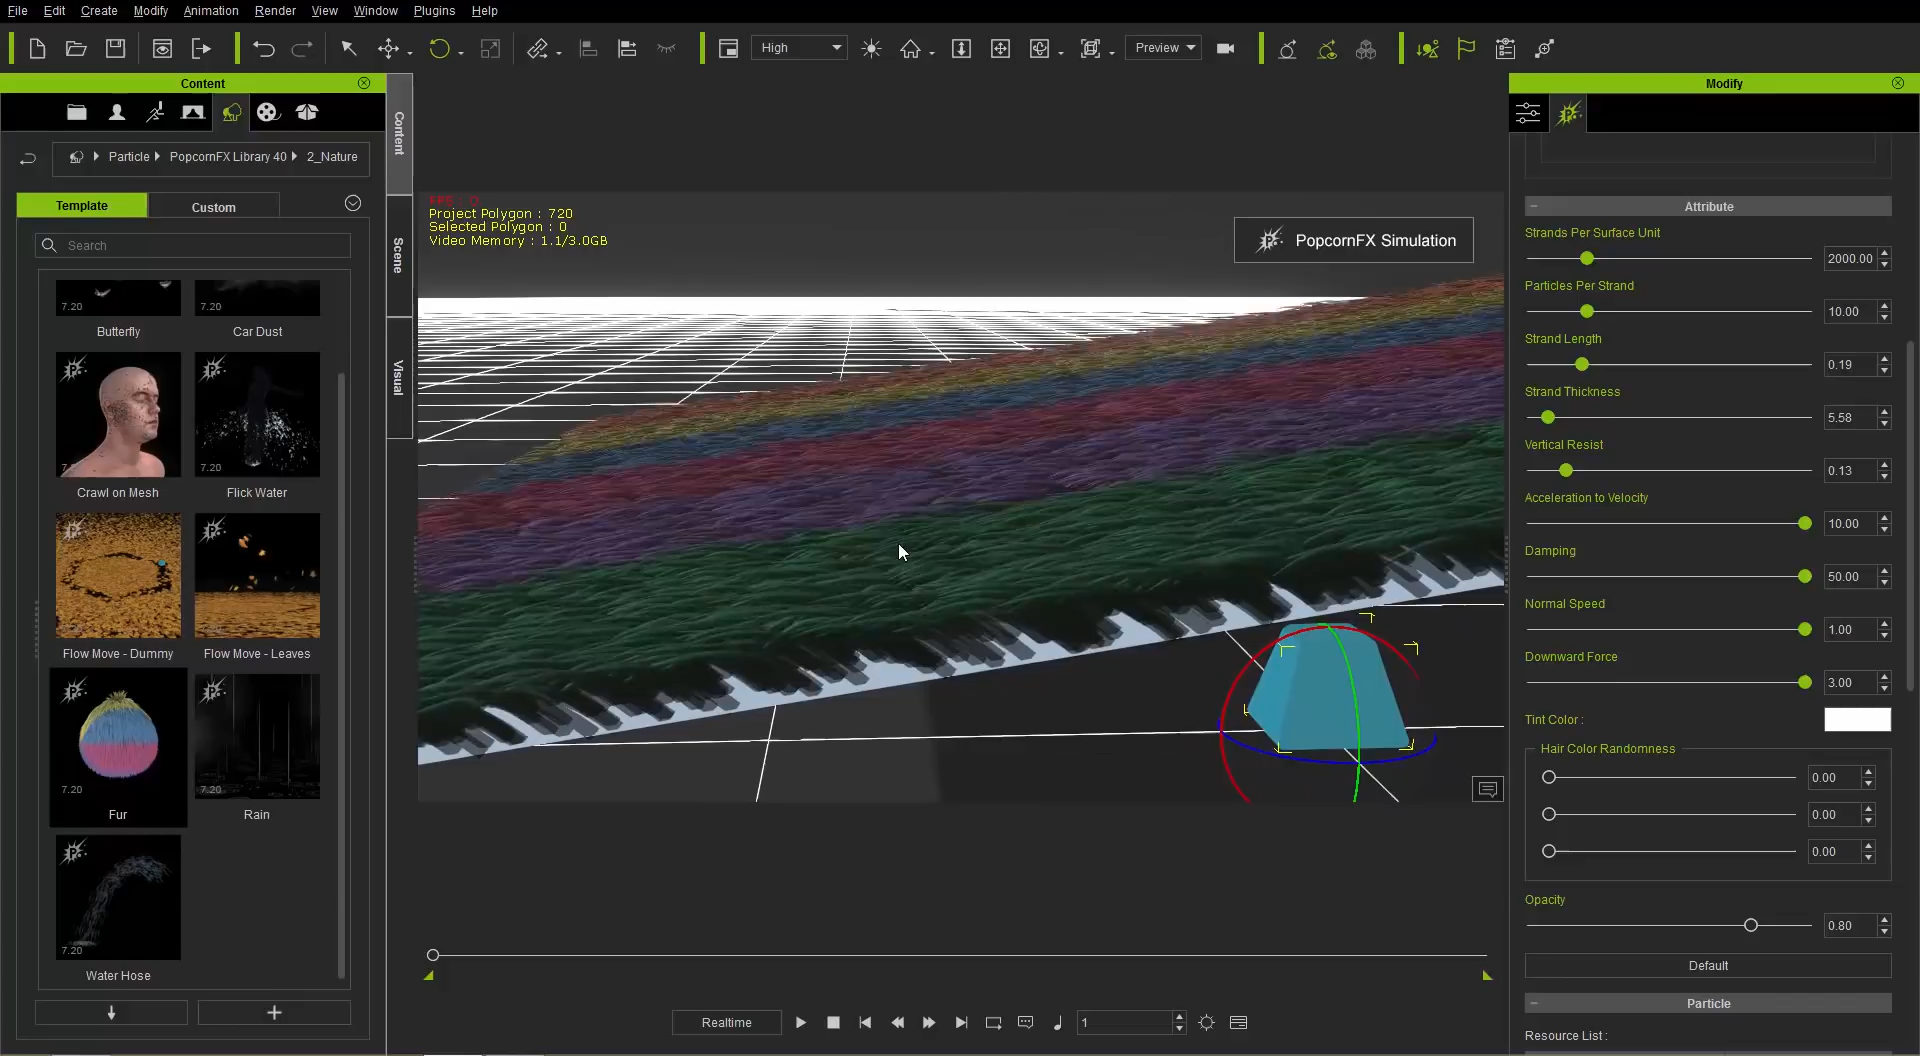 File Edit Create Modify Animation Render View Window Plugins Help
High
Preview
Content
Modify
Particle PopcornFX Library 40 2_Nature
Template
Custom
Search
7.20
Butterfly
7.20
Car Dust
Crawl on Mesh
7.20
Flick Water
Flow Move - Dummy
7.20
Flow Move - Leaves
7.20
Fur
7.20
Rain
7.20
Water Hose
Content
Scene
Visual
FPS : 0
Project Polygon : 720
Selected Polygon : 0
Video Memory : 1.1/3.0GB
PopcornFX Simulation
Realtime
1
Attribute
Strands Per Surface Unit
2000.00
Particles Per Strand
10.00
Strand Length
0.19
Strand Thickness
5.58
Vertical Resist
0.13
Acceleration to Velocity
10.00
Damping
50.00
Normal Speed
1.00
Downward Force
3.00
Tint Color :
Hair Color Randomness
0.00
0.00
0.00
Opacity
0.80
Default
Particle
Resource List :